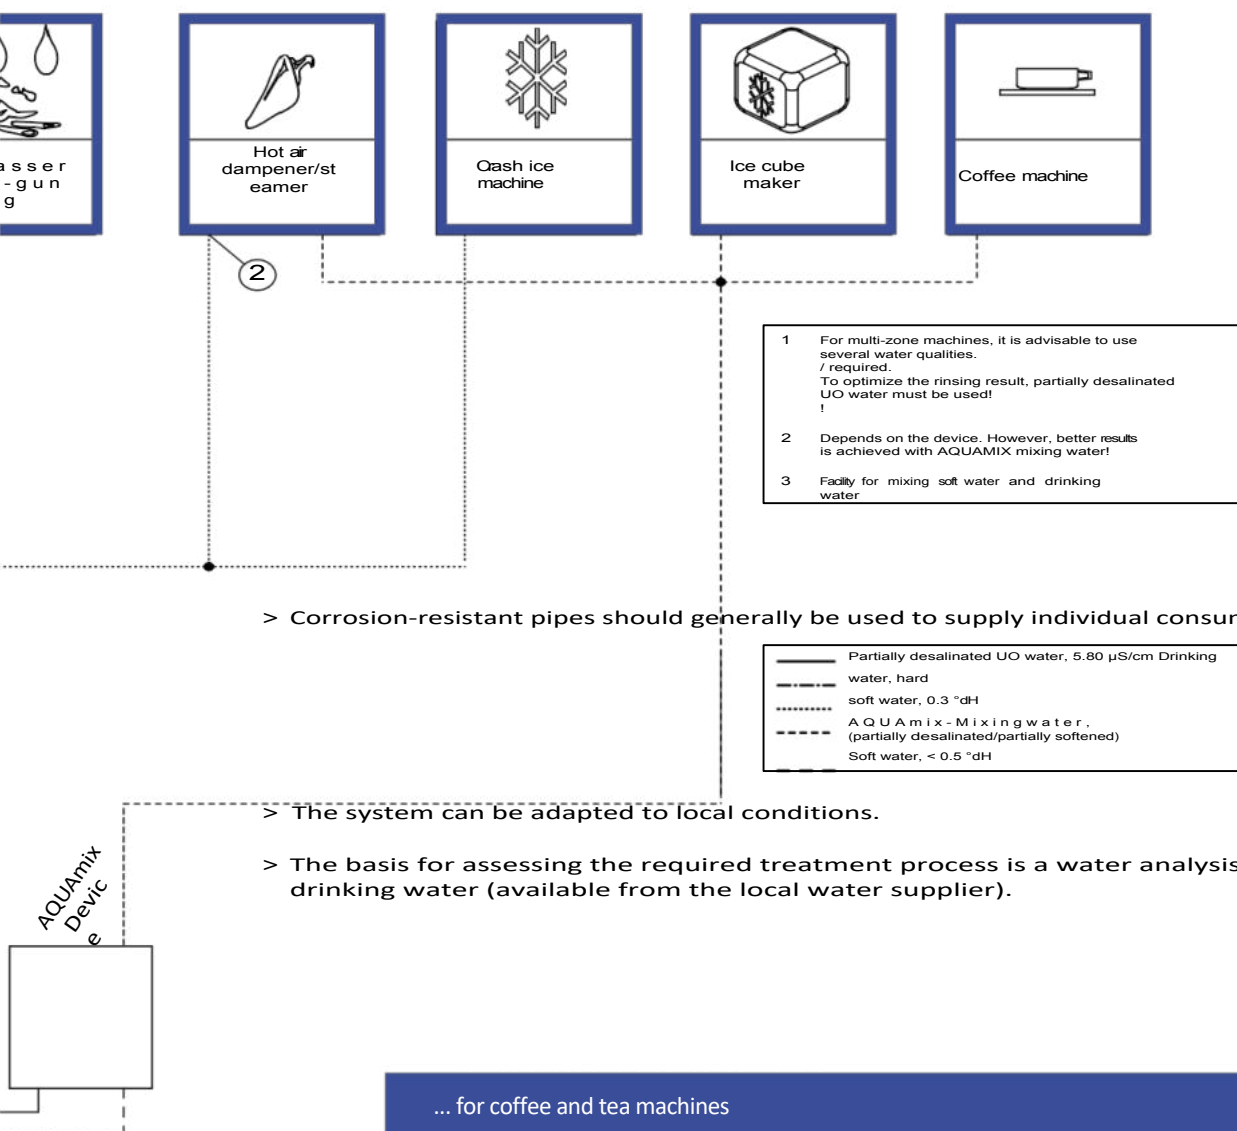 asser
-gun
g
Hot air
dampener/st
eamer
Crash ice
machine
Ice cube
maker
Coffee machine
2
1 For multi-zone machines, it is advisable to use
several water qualities.
/ required.
To optimize the rinsing result, partially desalinated
UO water must be used!
!
2 Depends on the device. However, better results
is achieved with AQUAMIX mixing water!
3 Facility for mixing soft water and drinking
water
> Corrosion-resistant pipes should generally be used to supply individual consu
Partially desalinated UO water, 5.80 µS/cm Drinking
water, hard
soft water, 0.3 °dH
AQUAmix-Mixingwater,
(partially desalinated/partially softened)
Soft water, < 0.5 °dH
> The system can be adapted to local conditions.
> The basis for assessing the required treatment process is a water analysis
drinking water (available from the local water supplier).
AQUAmix
Devic
e
... for coffee and tea machines